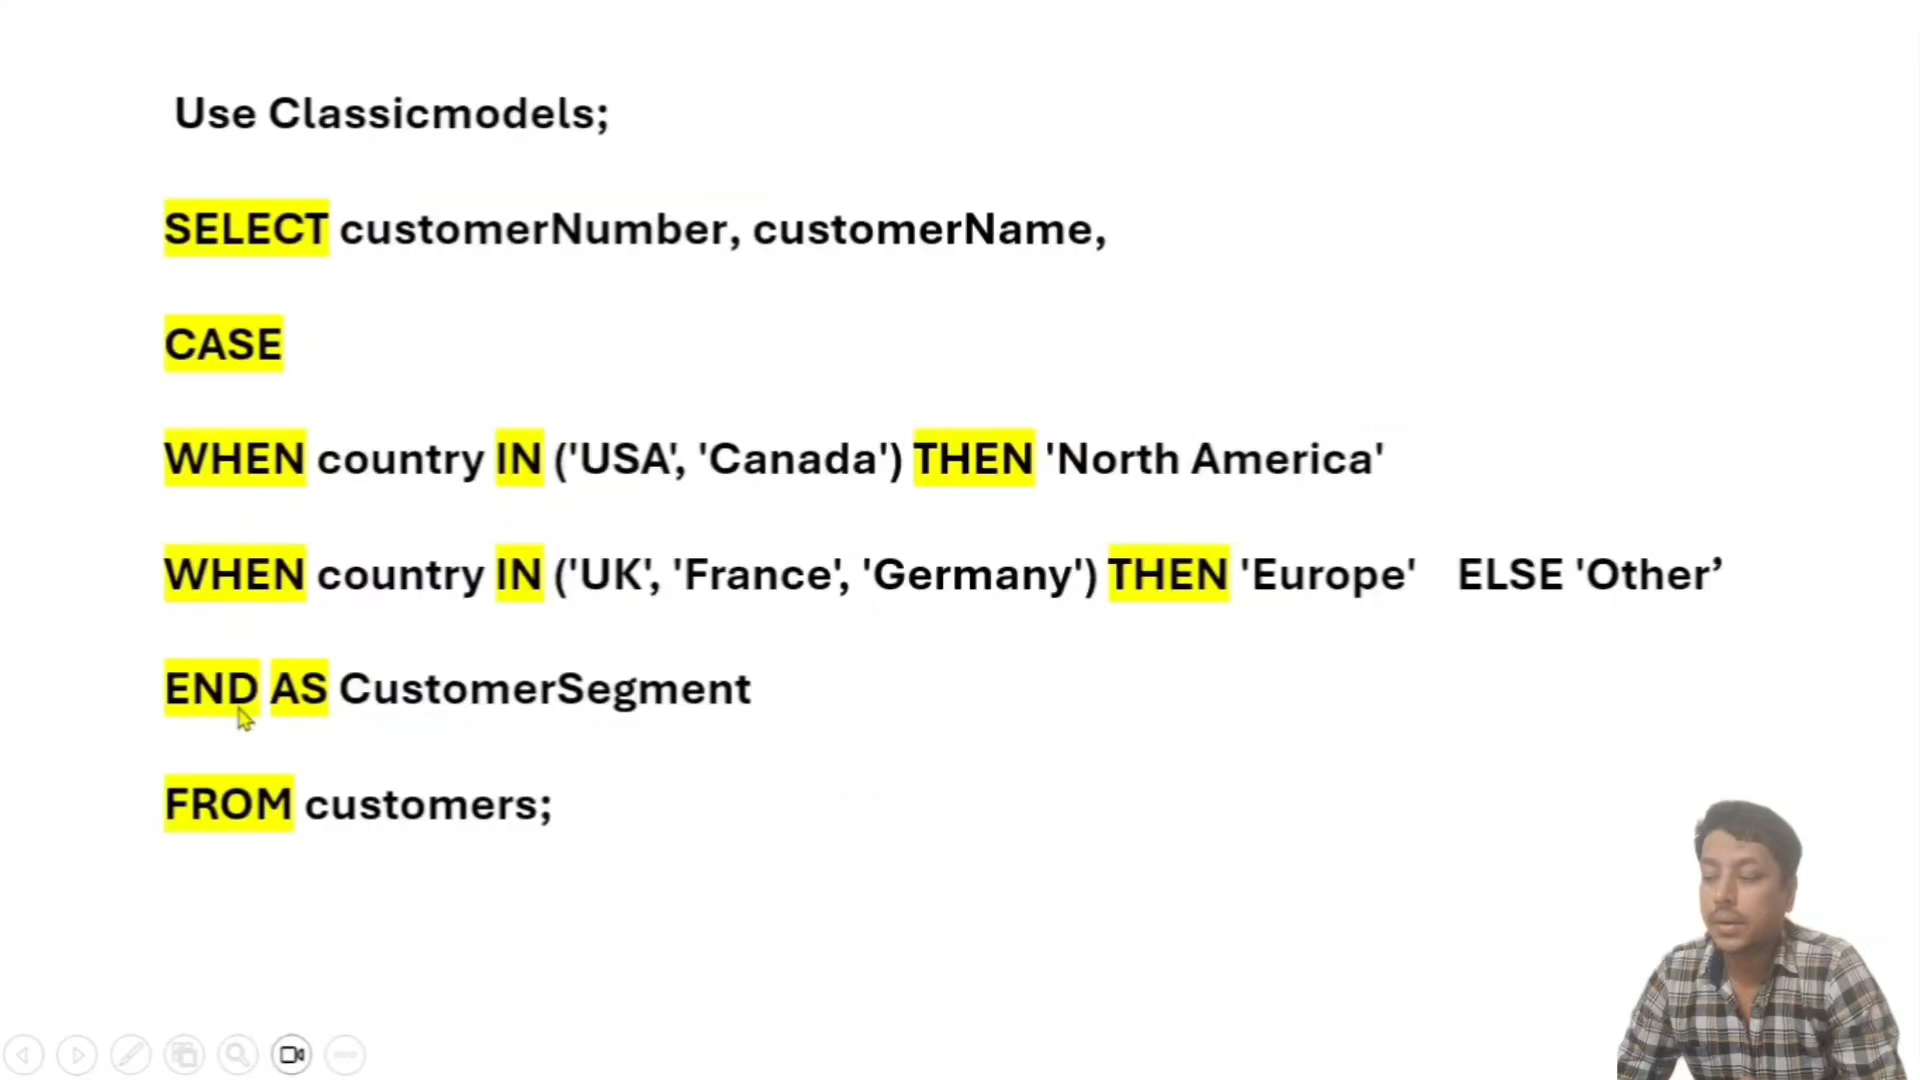 Use Classicmodels;
SELECT customerNumber, customerName,
CASE
WHEN country IN ('USA', 'Canada') THEN 'North America'
WHEN country IN ('UK', 'France', 'Germany') THEN 'Europe' ELSE 'Other’
END AS CustomerSegment
FROM customers;